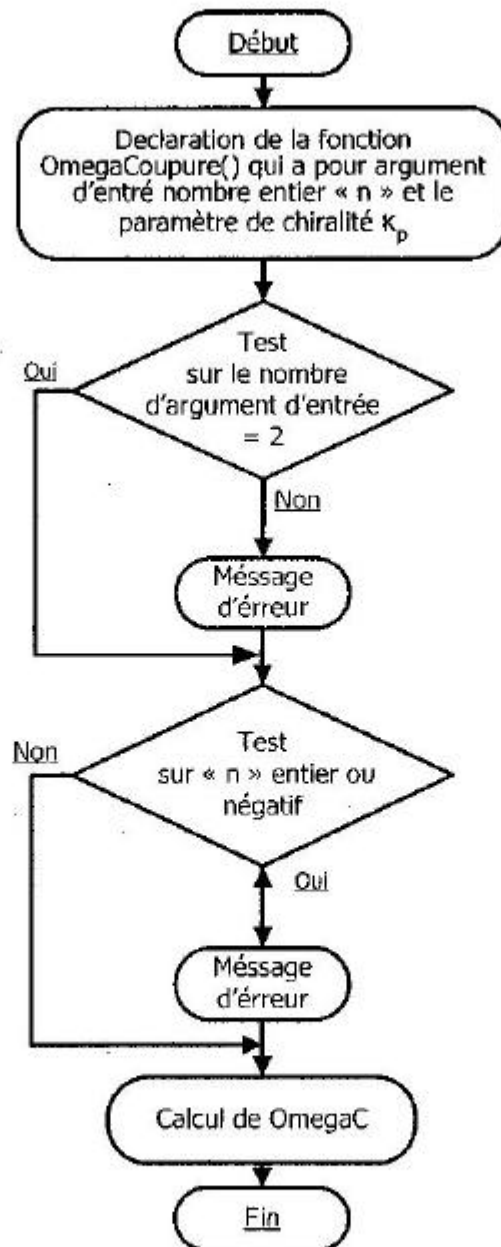 Début
Declaration de la fonction
OmegaCoupure() qui a pour argument
d'entré nombre entier « n » et le
paramètre de chiralité κp
Test
sur le nombre
d'argument d'entrée
= 2
Oui
Non
Méssage
d'érreur
Test
sur « n » entier ou
négatif
Non
Oui
Méssage
d'érreur
Calcul de OmegaC
Fin